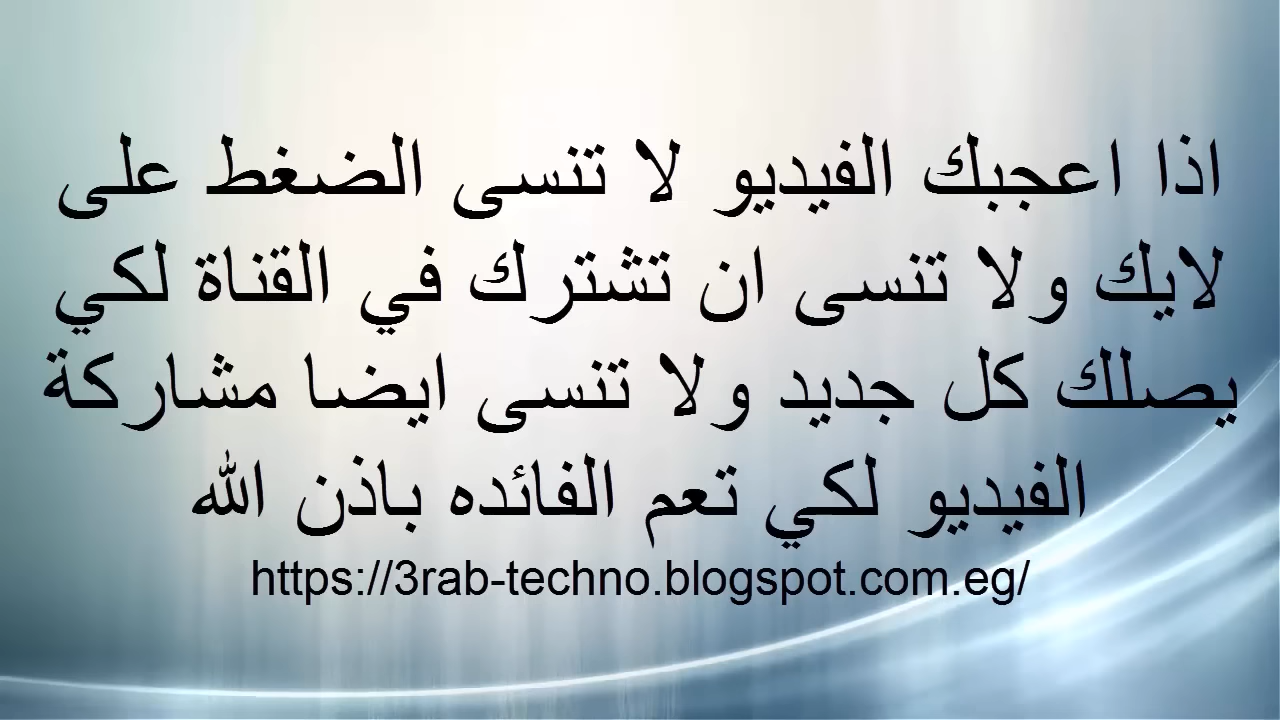 اذا اعجبك الفيديو لا تنسى الضغط على
لايك ولا تنسى ان تشترك في القناة لكي
يصلك كل جديد ولا تنسى ايضا مشاركة
الفيديو لكي تعم الفائده باذن الله
https://3rab-techno.blogspot.com.eg/